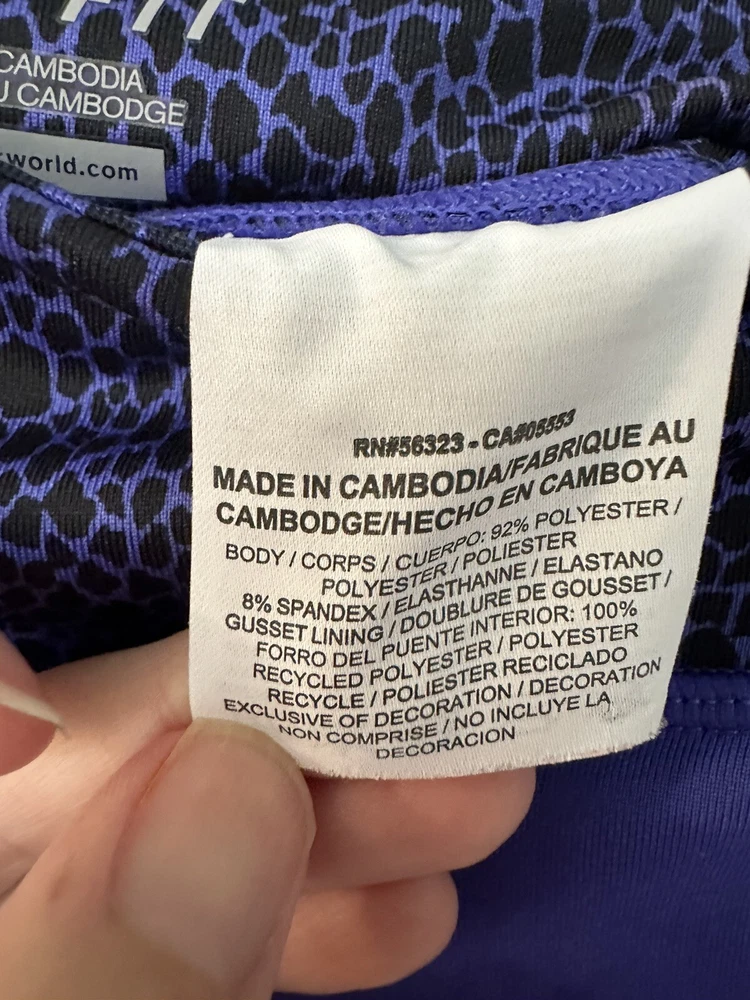 FIT
CAMBODIA
U CAMBODGE
world.com
RN#56323 - CA#05553
MADE IN CAMBODIA/FABRIQUE AU
CAMBODGE/HECHO EN CAMBOYA
BODY / CORPS / CUERPO: 92% POLYESTER /
POLYESTER / POLIESTER
8% SPANDEX / ELASTHANNE / ELASTANO
GUSSET LINING / DOUBLURE DE GOUSSET /
FORRO DEL PUENTE INTERIOR: 100%
RECYCLED POLYESTER / POLYESTER
RECYCLE / POLIESTER RECICLADO
EXCLUSIVE OF DECORATION / DECORATION
NON COMPRISE / NO INCLUYE LA
DECORACION